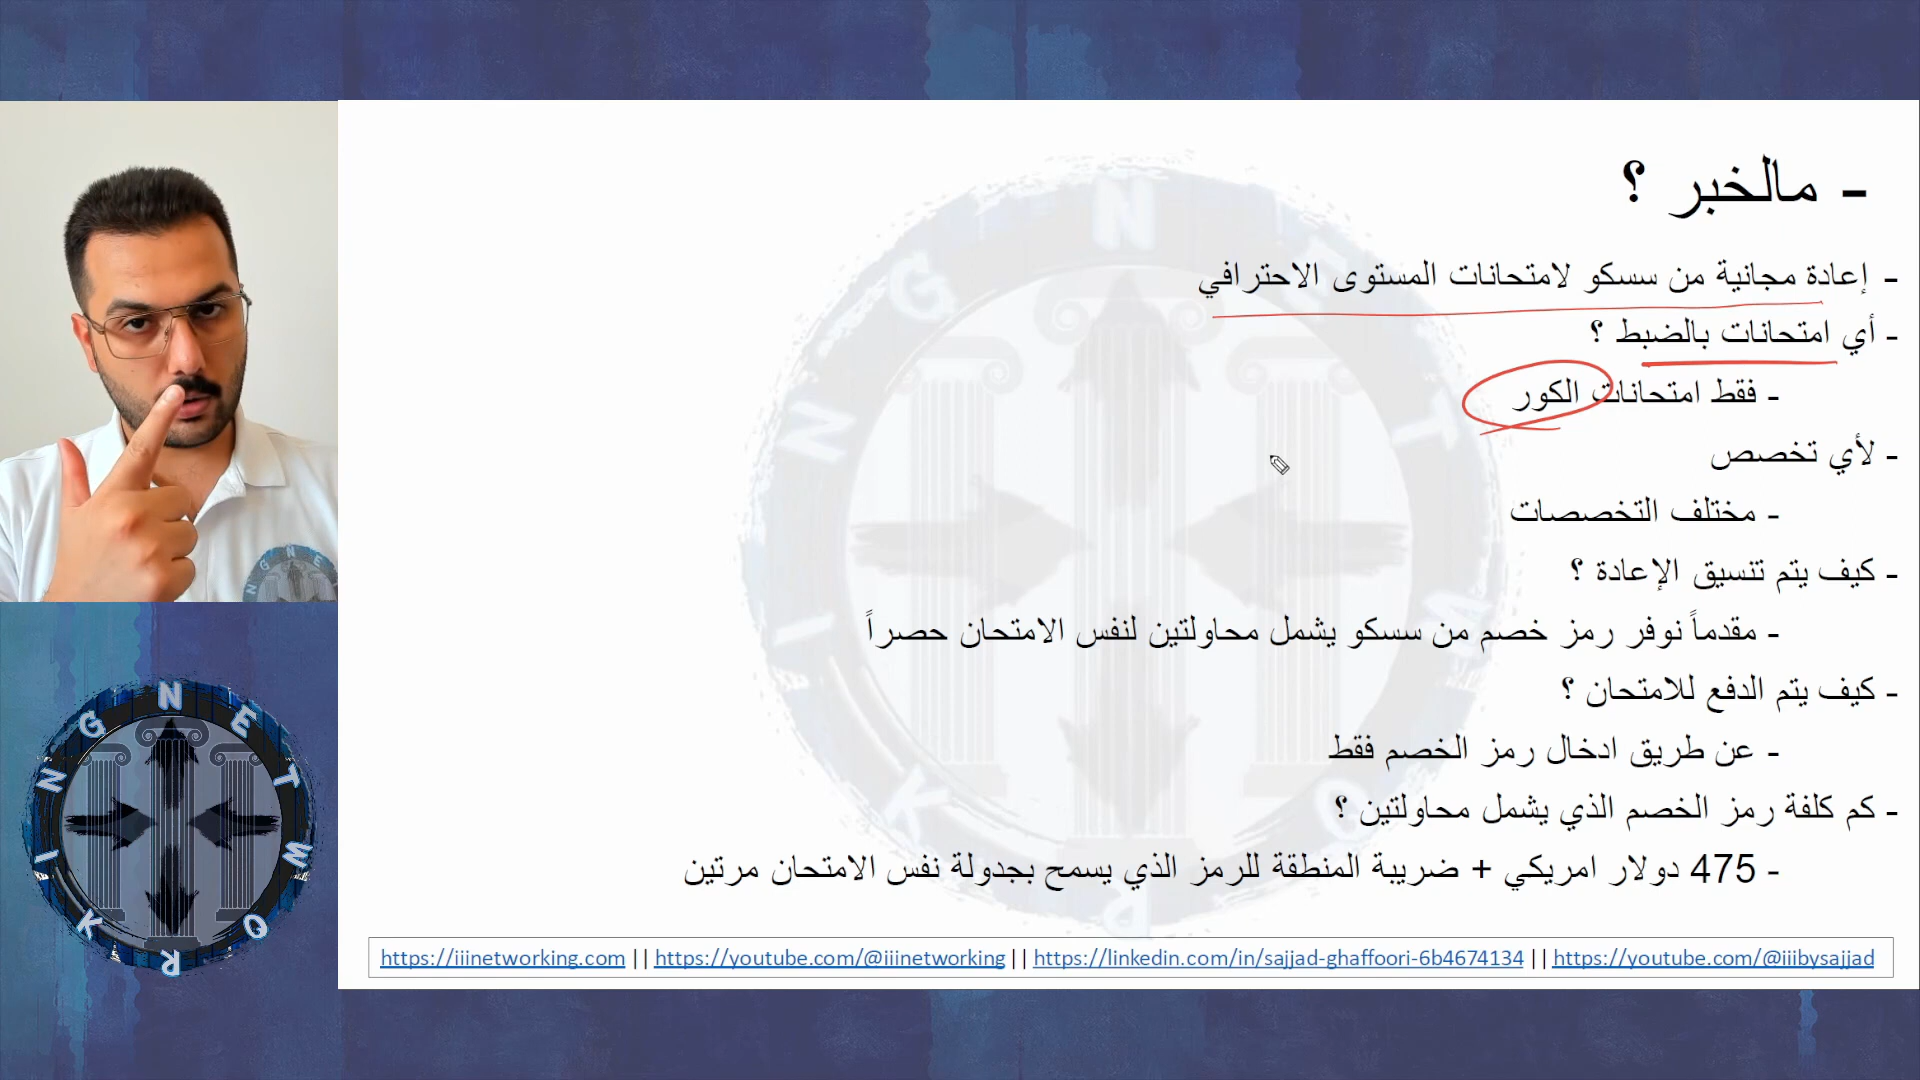 - مالخبر ؟
- إعادة مجانية من سسكو لامتحانات المستوى الاحترافي
- أي امتحانات بالضبط ؟
- فقط امتحانات الكور
- لأي تخصص
- مختلف التخصصات
- كيف يتم تنسيق الإعادة ؟
- مقدماً نوفر رمز خصم من سسكو يشمل محاولتين لنفس الامتحان حصراً
- كيف يتم الدفع للامتحان ؟
- عن طريق ادخال رمز الخصم فقط
- كم كلفة رمز الخصم الذي يشمل محاولتين ؟
- 475 دولار امريكي + ضريبة المنطقة للرمز الذي يسمح بجدولة نفس الامتحان مرتين
https://iiinetworking.com || https://youtube.com/@iiinetworking || https://linkedin.com/in/sajjad-ghaffoori-6b4674134 || https://youtube.com/@iiibysajjad
NETWORKING